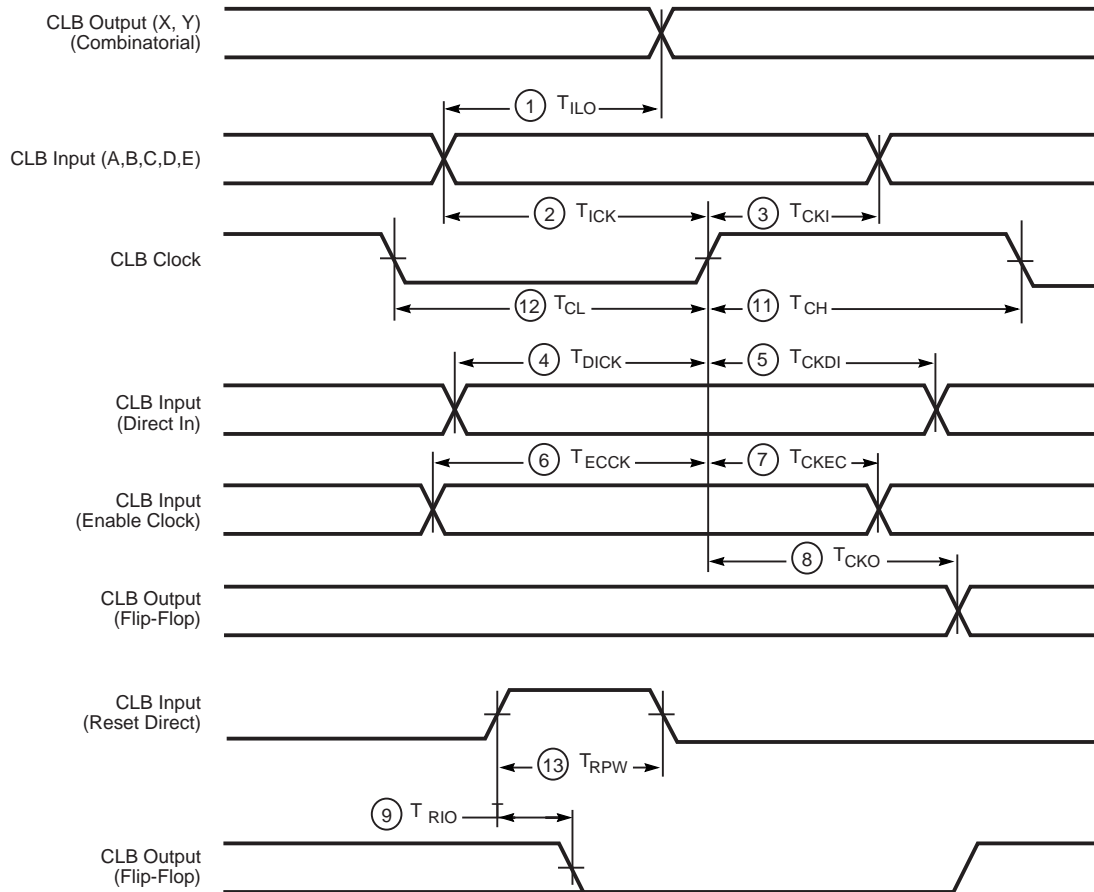 CLB Output (X, Y)
(Combinatorial)
1 TILO
CLB Input (A,B,C,D,E)
2 TICK
3 TCKI
CLB Clock
12 TCL
11 TCH
4 TDICK
5 TCKDI
CLB Input
(Direct In)
6 TECCK
7 TCKEC
CLB Input
(Enable Clock)
8 TCKO
CLB Output
(Flip-Flop)
CLB Input
(Reset Direct)
13 TRPW
9 T RIO
T
CLB Output
(Flip-Flop)